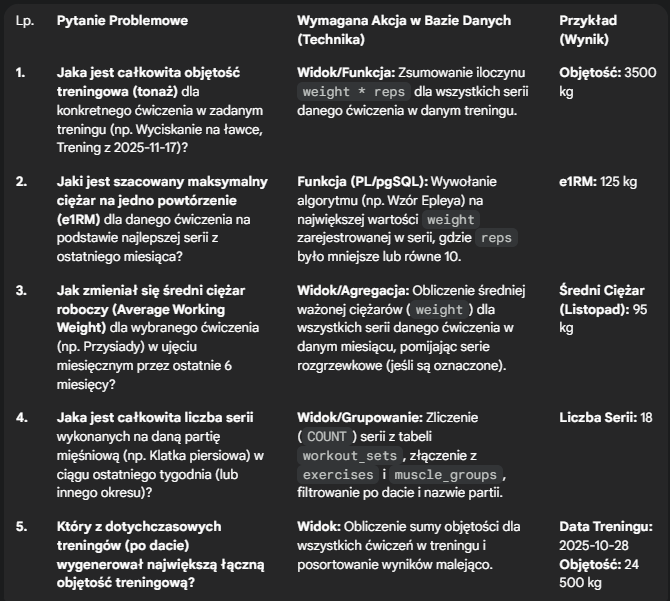 Lp. Pytanie Problemowe Wymagana Akcja w Bazie Danych (Technika) Przykład (Wynik)
1. Jaka jest całkowita objętość
treningowa (tonaż) dla
konkretnego ćwiczenia w zadanym
treningu (np. Wyciskanie na ławce,
Trening z 2025-11-17)?
Widok/Funkcja: Zsumowanie iloczynu
weight * reps dla wszystkich serii
danego ćwiczenia w danym treningu.
Objętość: 3500
kg
2. Jaki jest szacowany maksymalny
ciężar na jedno powtórzenie
(e1RM) dla danego ćwiczenia na
podstawie najlepszej serii z
ostatniego miesiąca?
Funkcja (PL/pgSQL): Wywołanie
algorytmu (np. Wzór Epleya) na
największej wartości weight
zarejestrowanej w serii, gdzie reps
było mniejsze lub równe 10.
e1RM: 125 kg
3. Jak zmieniał się średni ciężar
roboczy (Average Working
Weight) dla wybranego ćwiczenia
(np. Przysiady) w ujęciu
miesięcznym przez ostatnie 6
miesięcy?
Widok/Agregacja: Obliczenie średniej
ważonej ciężarów ( weight ) dla
wszystkich serii danego ćwiczenia w
danym miesiącu, pomijając serie
rozgrzewkowe (jeśli są oznaczone).
Średni Ciężar
(Listopad): 95
kg
4. Jaka jest całkowita liczba serii
wykonanych na daną partię
mięśniową (np. Klatka piersiowa) w
ciągu ostatniego tygodnia (lub
innego okresu)?
Widok/Grupowanie: Zliczenie
( COUNT ) serii z tabeli
workout_sets , złączenie z
exercises i muscle_groups ,
filtrowanie po dacie i nazwie partii.
Liczba Serii: 18
5. Który z dotychczasowych
treningów (po dacie)
wygenerował największą łączną
objętość treningową?
Widok: Obliczenie sumy objętości dla
wszystkich ćwiczeń w treningu i
posortowanie wyników malejąco.
Data Treningu:
2025-10-28
Objętość: 24
500 kg